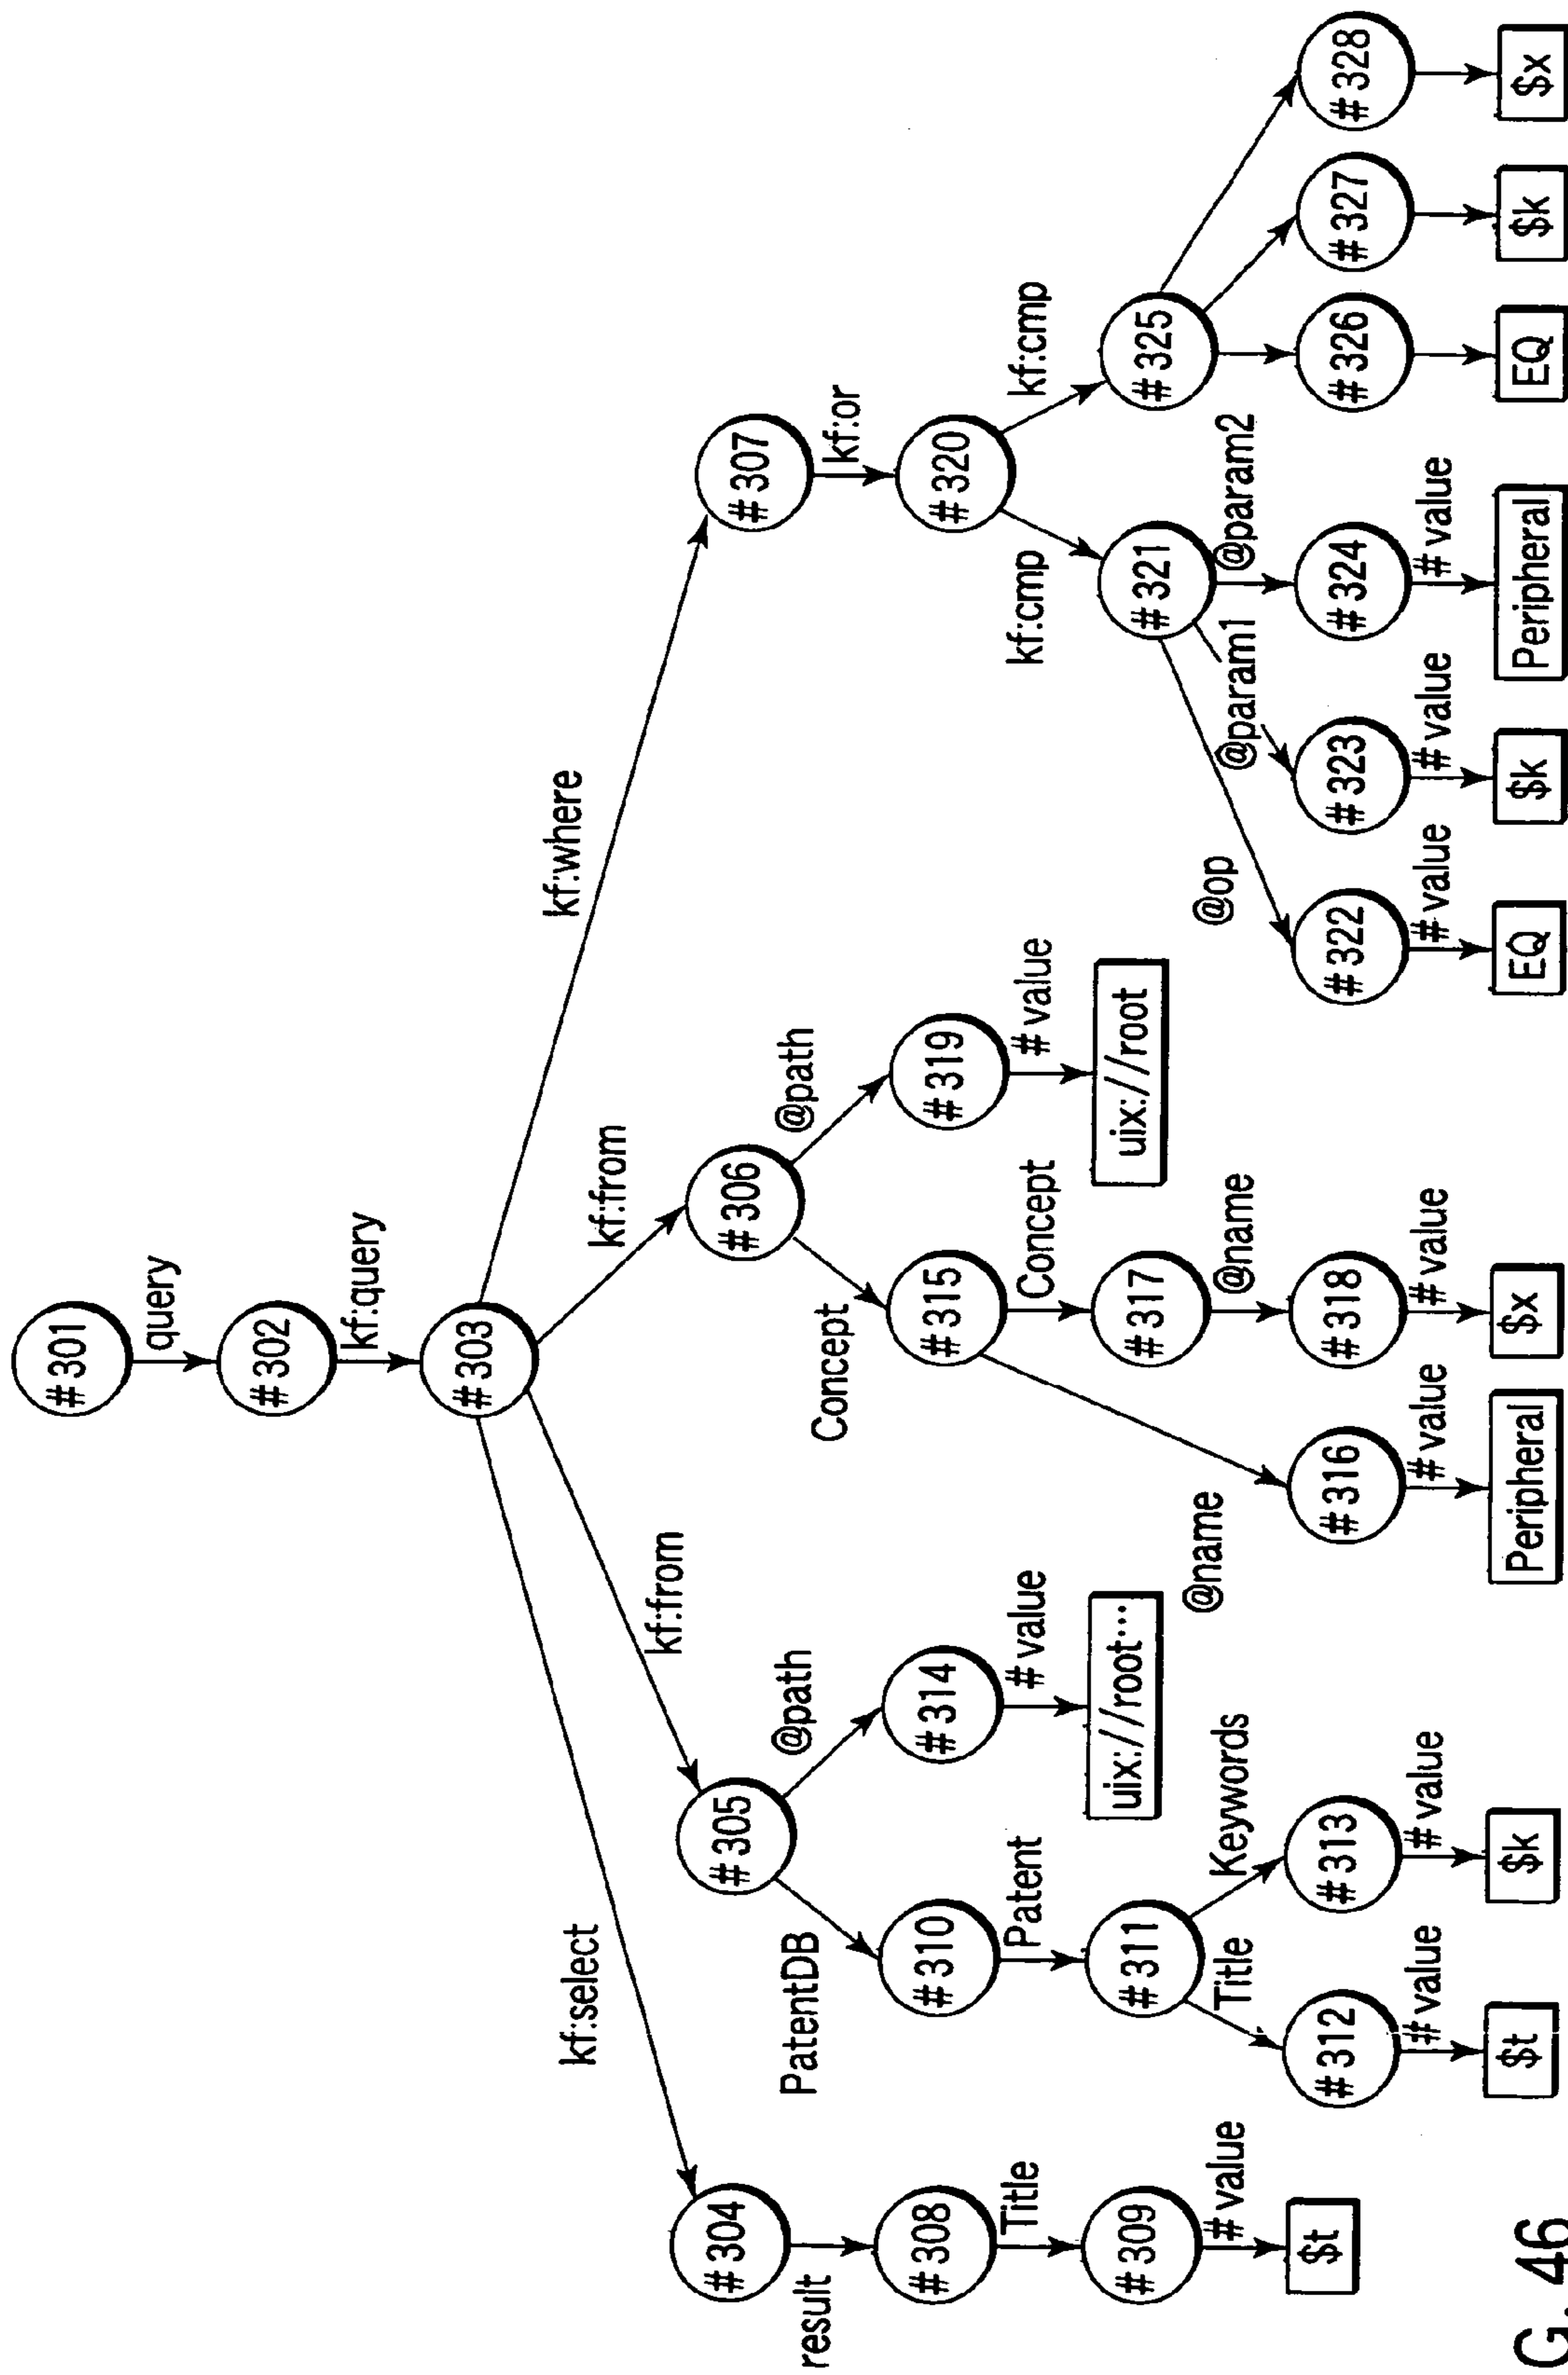 #301
query
#302
kf:query
#303
kf:select
kf:from
kf:from
kf:where
#304
#305
#306
#307
result
PatentDB
@path
Concept
@path
kf:or
#308
#310
#314
#315
#319
#320
Title
Patent
# value
Concept
# value
kf:cmp
kf:cmp
#309
#311
uix://root···
#317
uix://root
#321
#325
# value
Title
Keywords
@name
@name
@op
@param1
@param2
$t
#312
#313
#316
#318
#322
#323
#324
#326
#327
#328
# value
# value
# value
# value
# value
# value
# value
$t
$k
Peripheral
$x
EQ
$k
Peripheral
EQ
$k
$x
G. 46